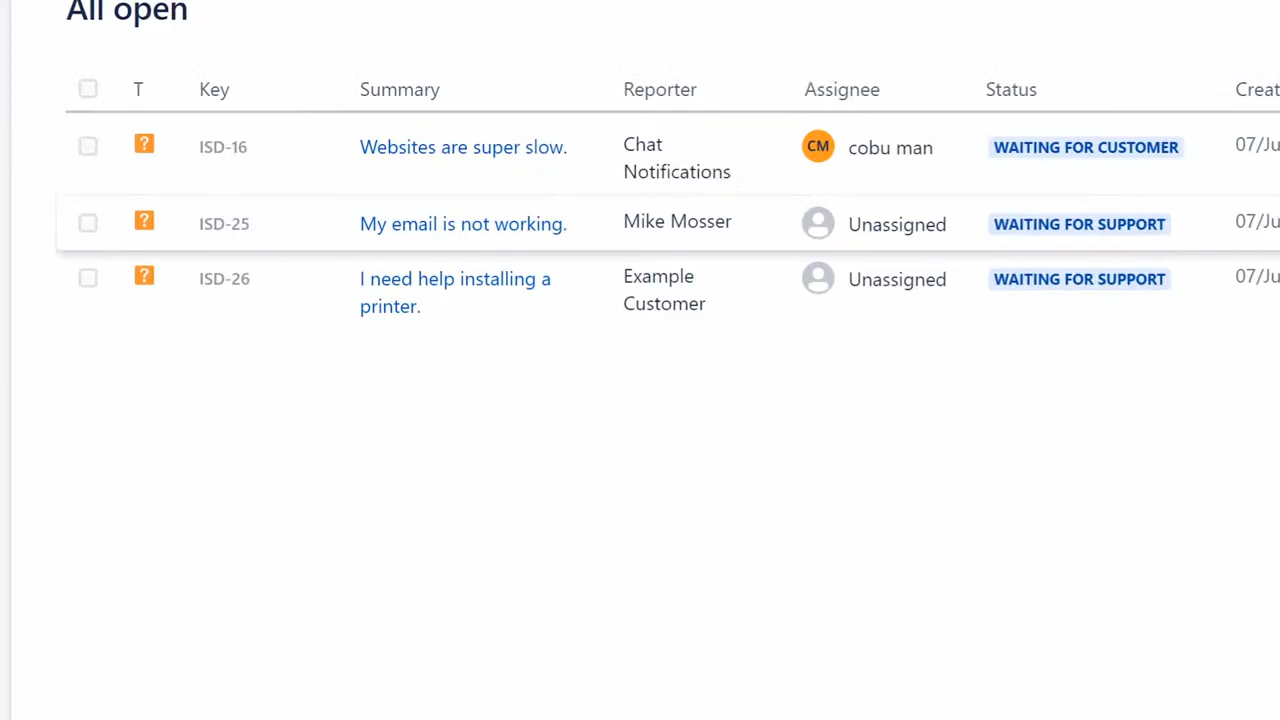 All open
T Key Summary Reporter Assignee Status Creat
? ISD-16 Websites are super slow. Chat CM cobu man WAITING FOR CUSTOMER 07/Ju
Notifications
? ISD-25 My email is not working. Mike Mosser Unassigned WAITING FOR SUPPORT 07/Ju
? ISD-26 I need help installing a Example Unassigned WAITING FOR SUPPORT 07/Ju
printer. Customer